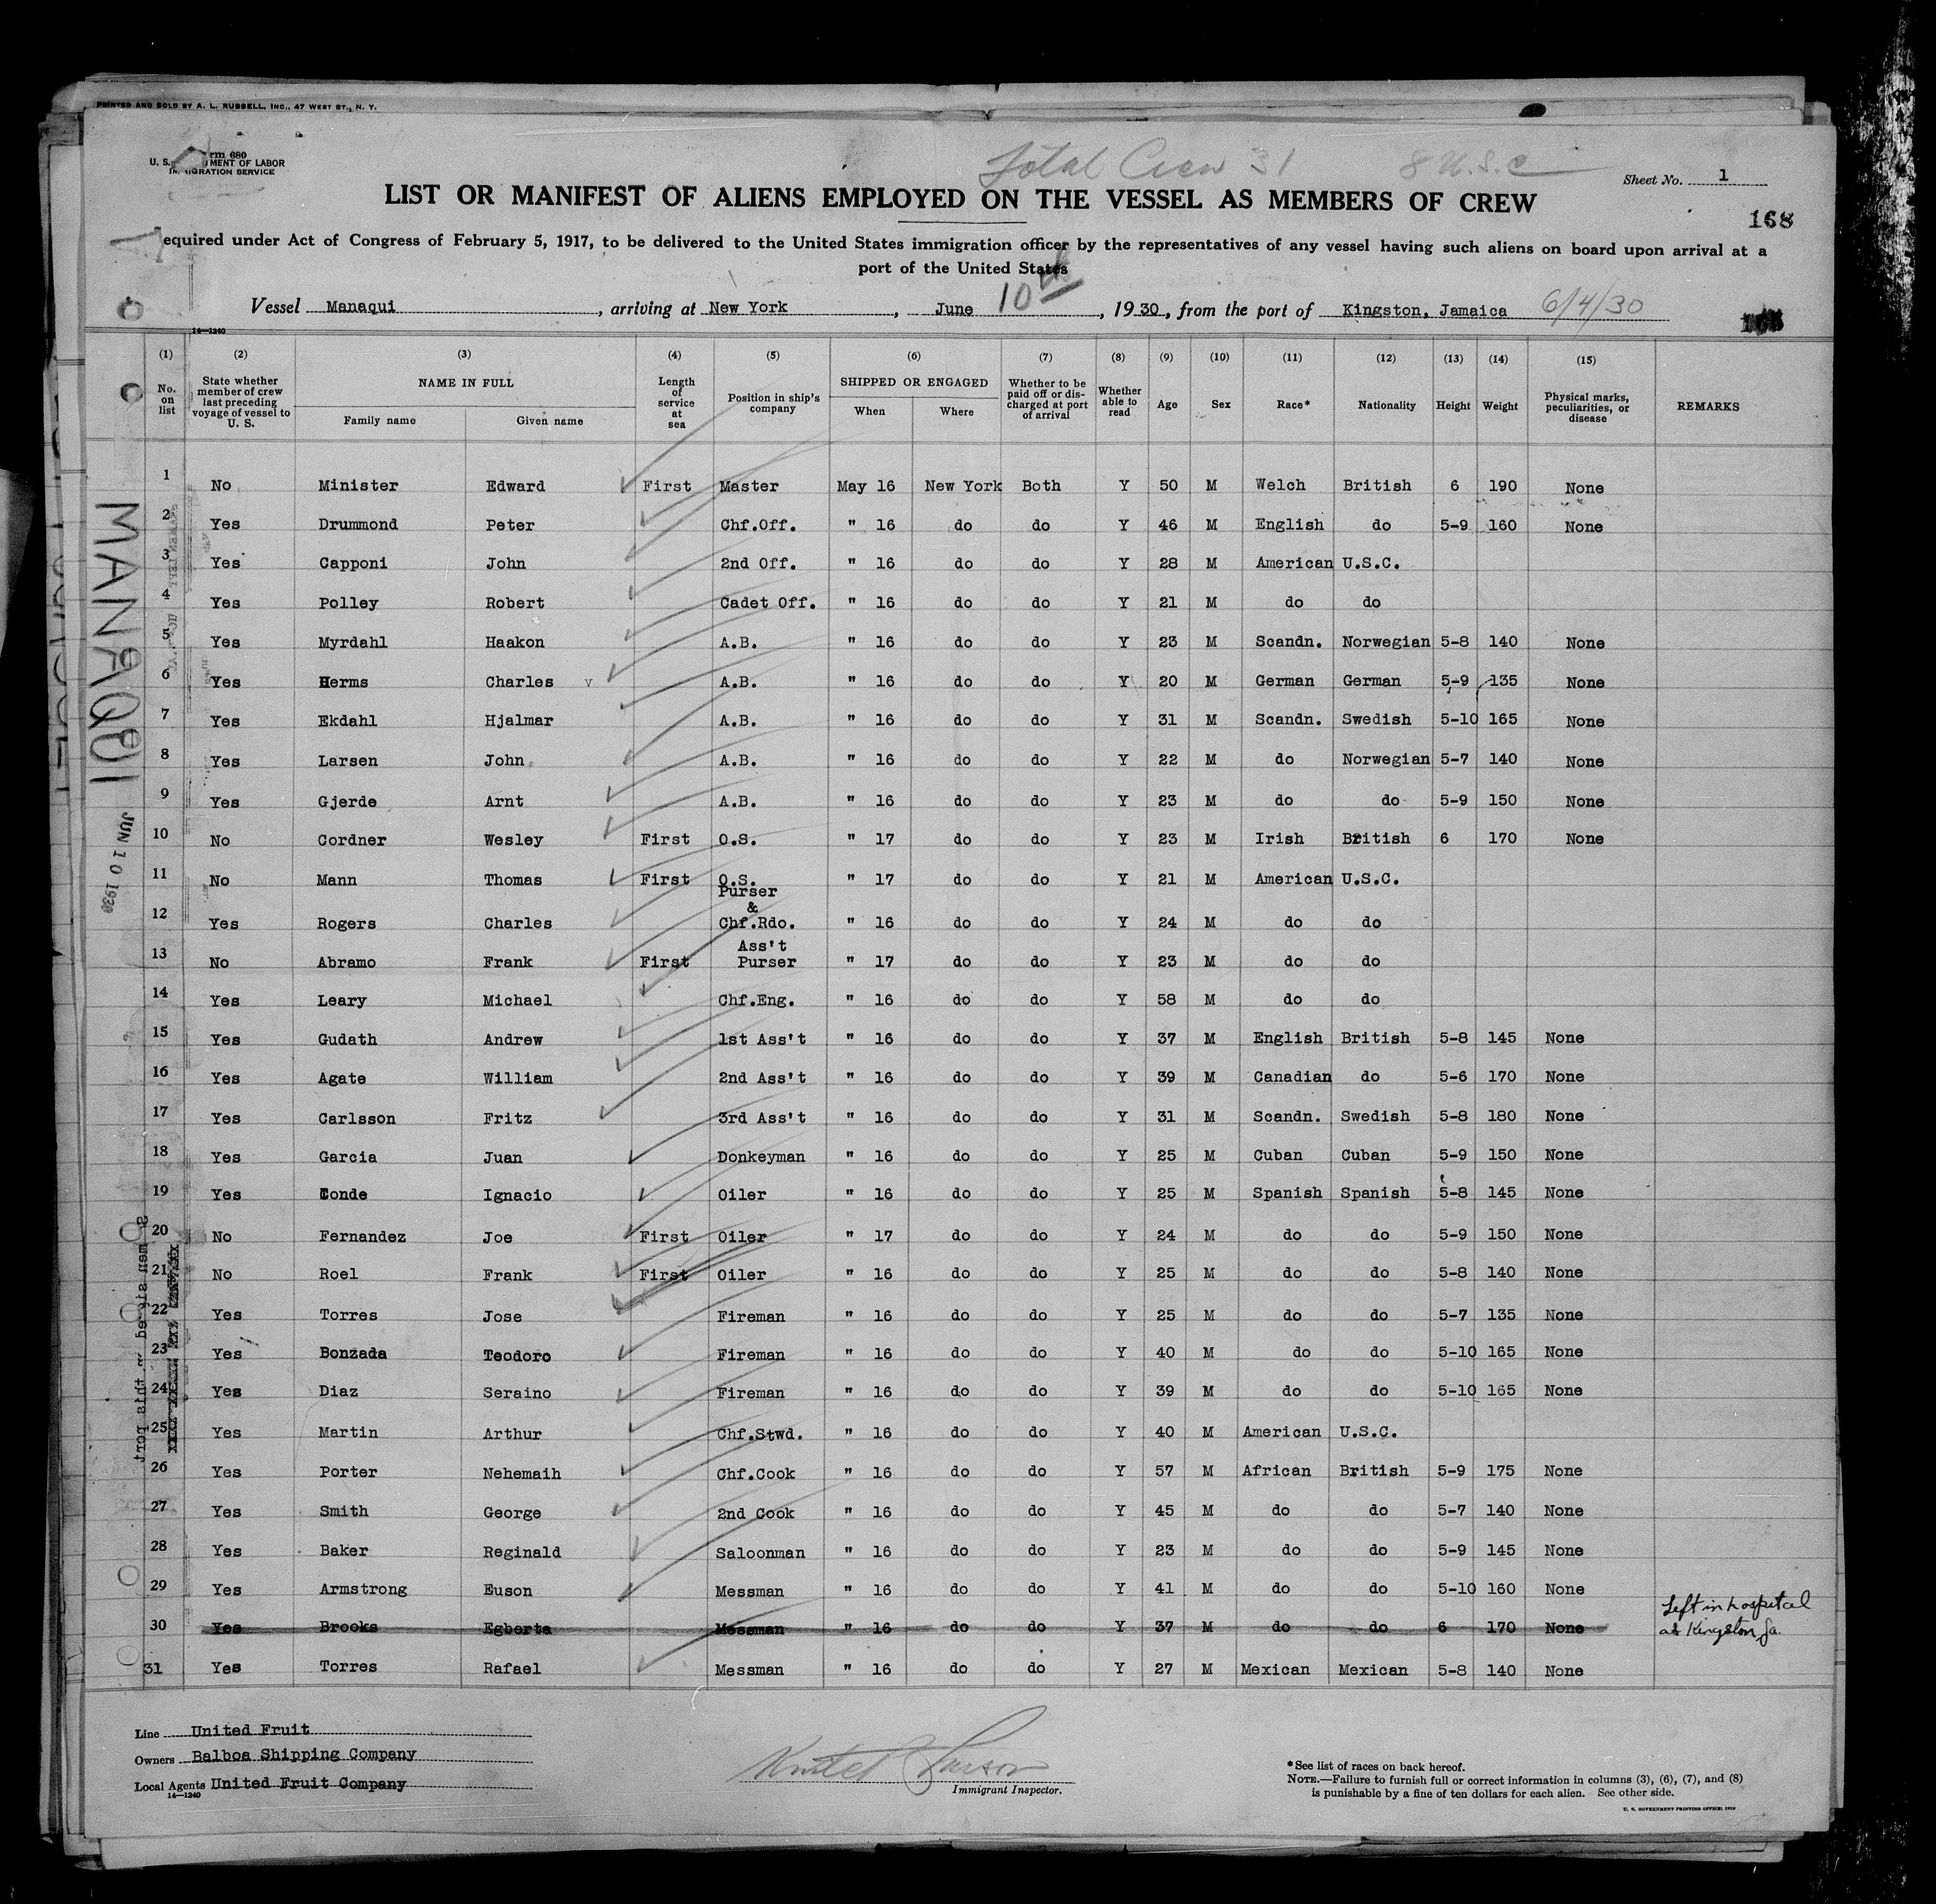 PRINTED AND SOLD BY A. L. RUSSELL, INC., 47 WEST ST., N. Y.
rm 680
U. S. MENT OF LABOR
IMMIGRATION SERVICE
Total Crew 31 8 U.S.C
Sheet No. 1
LIST OR MANIFEST OF ALIENS EMPLOYED ON THE VESSEL AS MEMBERS OF CREW
168
equired under Act of Congress of February 5, 1917, to be delivered to the United States immigration officer by the representatives of any vessel having such aliens on board upon arrival at a
port of the United States
Vessel Manaqui, arriving at New York, June 10th, 1930, from the port of Kingston, Jamaica 6/4/30
14—1240
(1) (2) (3) (4) (5) (6) (7) (8) (9) (10) (11) (12) (13) (14) (15)
No. on list State whether member of crew last preceding voyage of vessel to U. S. NAME IN FULL Family name Given name Length of service at sea Position in ship's company SHIPPED OR ENGAGED When Where Whether to be paid off or discharged at port of arrival Whether able to read Age Sex Race* Nationality Height Weight Physical marks, peculiarities, or disease REMARKS
1 No Minister Edward First Master May 16 New York Both Y 50 M Welch British 6 190 None
2 Yes Drummond Peter Chf.Off. " 16 do do Y 46 M English do 5-9 160 None
3 Yes Capponi John 2nd Off. " 16 do do Y 28 M American U.S.C.
4 Yes Polley Robert Cadet Off. " 16 do do Y 21 M do do
5 Yes Myrdahl Haakon A.B. " 16 do do Y 23 M Scandn. Norwegian 5-8 140 None
6 Yes Herms Charles v A.B. " 16 do do Y 20 M German German 5-9 135 None
7 Yes Ekdahl Hjalmar A.B. " 16 do do Y 31 M Scandn. Swedish 5-10 165 None
8 Yes Larsen John A.B. " 16 do do Y 22 M do Norwegian 5-7 140 None
9 Yes Gjerde Arnt A.B. " 16 do do Y 23 M do do 5-9 150 None
10 No Cordner Wesley First O.S. " 17 do do Y 23 M Irish British 6 170 None
11 No Mann Thomas First O.S. " 17 do do Y 21 M American U.S.C.
12 Yes Rogers Charles Purser & Chf.Rdo. " 16 do do Y 24 M do do
13 No Abramo Frank First Ass't Purser " 17 do do Y 23 M do do
14 Yes Leary Michael Chf.Eng. " 16 do do Y 58 M do do
15 Yes Gudath Andrew 1st Ass't " 16 do do Y 37 M English British 5-8 145 None
16 Yes Agate William 2nd Ass't " 16 do do Y 39 M Canadian do 5-6 170 None
17 Yes Carlsson Fritz 3rd Ass't " 16 do do Y 31 M Scandn. Swedish 5-8 180 None
18 Yes Garcia Juan Donkeyman " 16 do do Y 25 M Cuban Cuban 5-9 150 None
19 Yes Conde Ignacio Oiler " 16 do do Y 25 M Spanish Spanish 5-8 145 None
20 No Fernandez Joe First Oiler " 17 do do Y 24 M do do 5-9 150 None
21 No Roel Frank First Oiler " 16 do do Y 25 M do do 5-8 140 None
22 Yes Torres Jose Fireman " 16 do do Y 25 M do do 5-7 135 None
23 Yes Bonzada Teodoro Fireman " 16 do do Y 40 M do do 5-10 165 None
24 Yes Diaz Seraino Fireman " 16 do do Y 39 M do do 5-10 165 None
25 Yes Martin Arthur Chf.Stwd. " 16 do do Y 40 M American U.S.C.
26 Yes Porter Nehemaih Chf.Cook " 16 do do Y 57 M African British 5-9 175 None
27 Yes Smith George 2nd Cook " 16 do do Y 45 M do do 5-7 140 None
28 Yes Baker Reginald Saloonman " 16 do do Y 23 M do do 5-9 145 None
29 Yes Armstrong Euson Messman " 16 do do Y 41 M do do 5-10 160 None
30 Yes Brooks Egberta Messman " 16 do do Y 37 M do do 6 170 None Left in hospital at Kingston Ja.
31 Yes Torres Rafael Messman " 16 do do Y 27 M Mexican Mexican 5-8 140 None
MANAQUI
JUN 10 1930
Line United Fruit
Owners Balboa Shipping Company
Local Agents United Fruit Company
14—1240
Immigrant Inspector.
*See list of races on back hereof.
NOTE.—Failure to furnish full or correct information in columns (3), (6), (7), and (8)
is punishable by a fine of ten dollars for each alien. See other side.